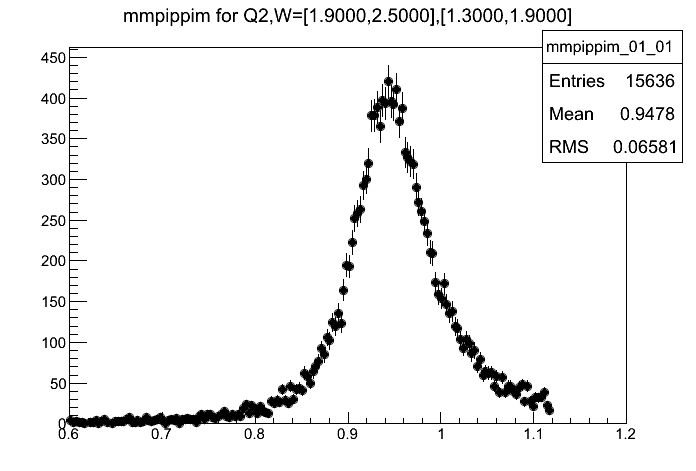 mmpippim for Q2,W=[1.9000,2.5000],[1.3000,1.9000]
mmpippim_01_01
Entries 15636
Mean 0.9478
RMS 0.06581
450
400
350
300
250
200
150
100
50
0
0.6 0.7 0.8 0.9 1 1.1 1.2